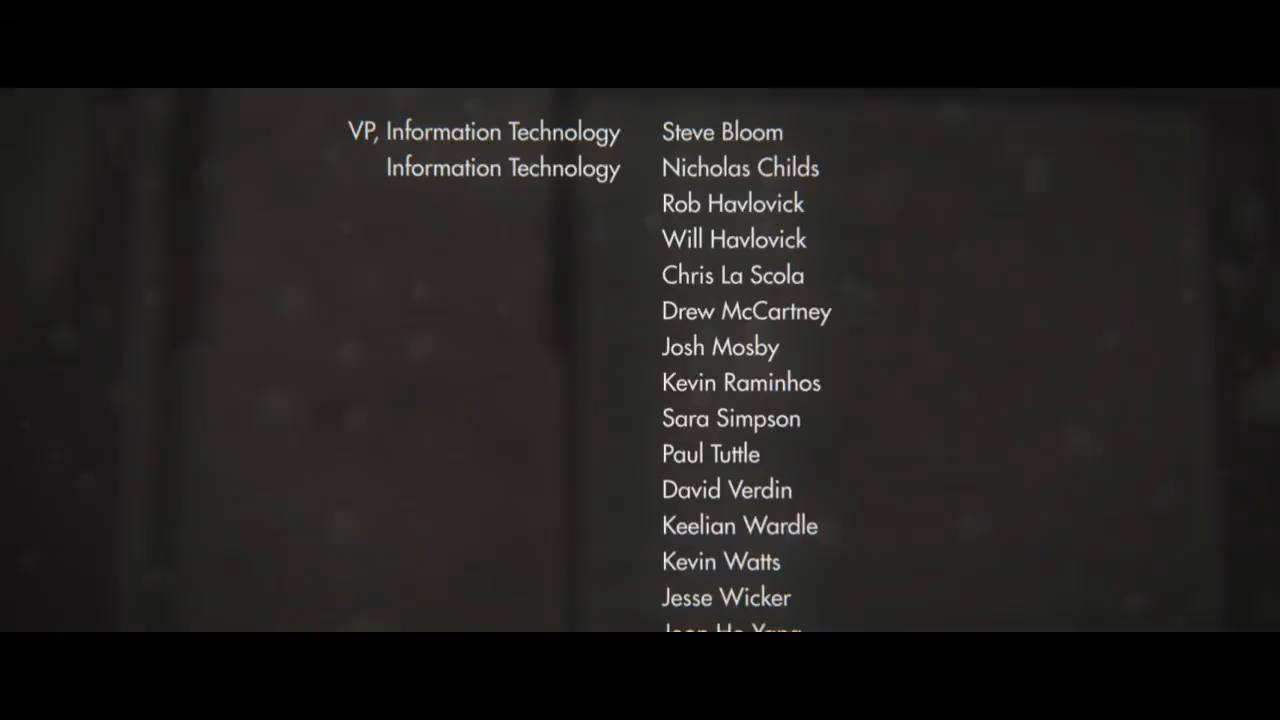 VP, Information Technology Steve Bloom
Information Technology Nicholas Childs
Rob Havlovick
Will Havlovick
Chris La Scola
Drew McCartney
Josh Mosby
Kevin Raminhos
Sara Simpson
Paul Tuttle
David Verdin
Keelian Wardle
Kevin Watts
Jesse Wicker